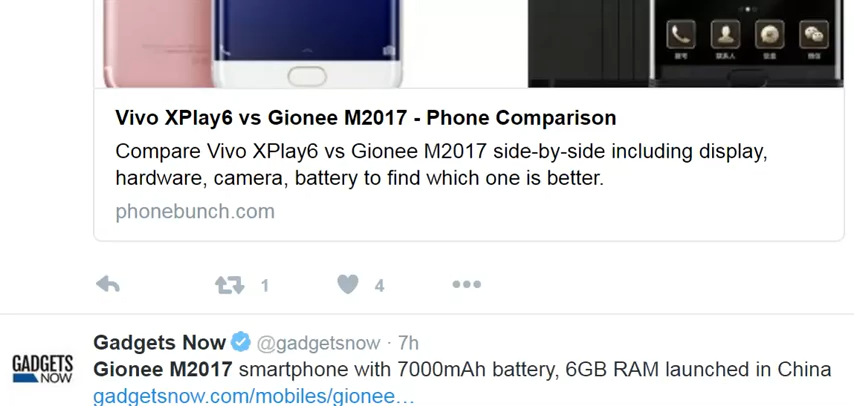 Vivo XPlay6 vs Gionee M2017 - Phone Comparison
Compare Vivo XPlay6 vs Gionee M2017 side-by-side including display,
hardware, camera, battery to find which one is better.
phonebunch.com
1
4
Gadgets Now @gadgetsnow · 7h
GADGETS
NOW
Gionee M2017 smartphone with 7000mAh battery, 6GB RAM launched in China
gadgetsnow.com/mobiles/gionee…